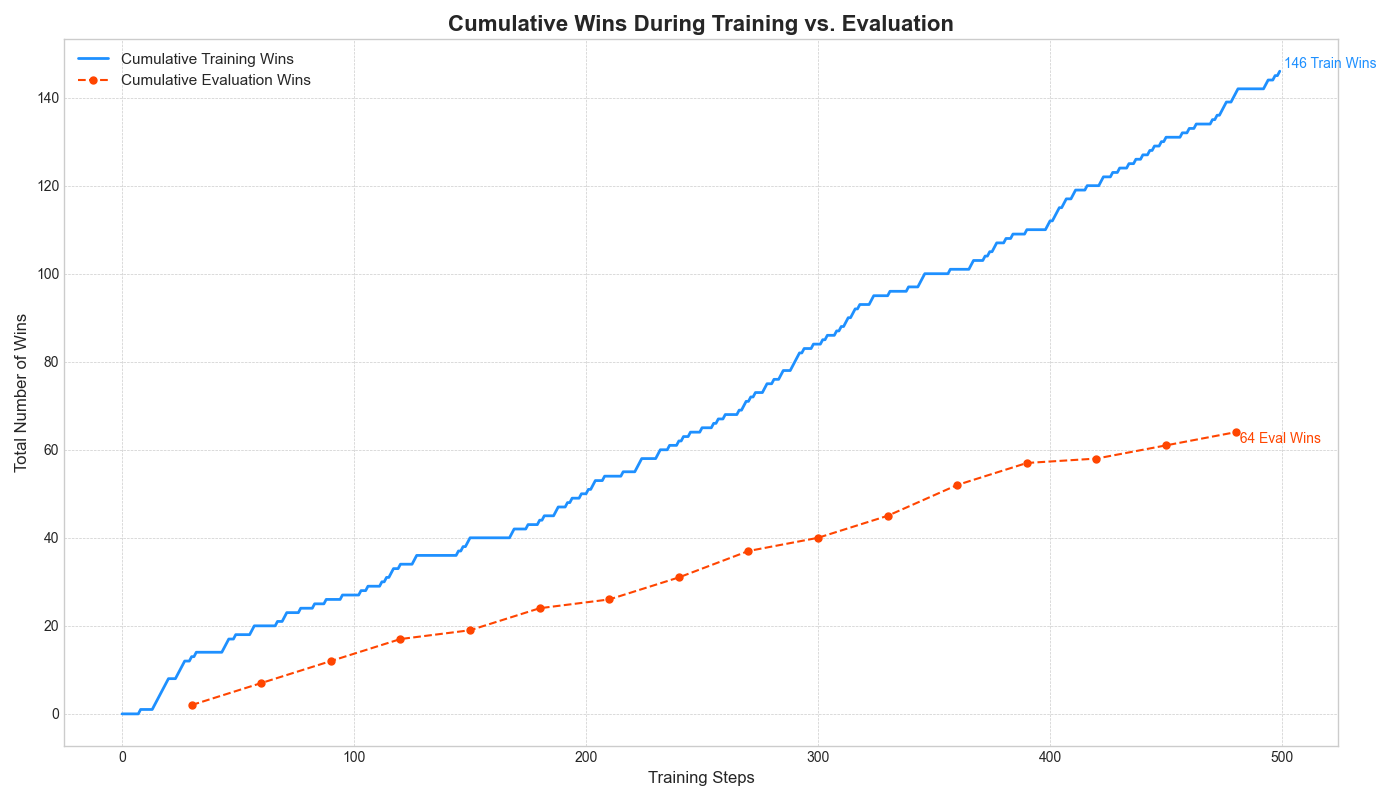 Cumulative Wins During Training vs. Evaluation
Cumulative Training Wins
Cumulative Evaluation Wins
146 Train Wins
64 Eval Wins
Total Number of Wins
140
120
100
80
60
40
20
0
0 100 200 300 400 500
Training Steps